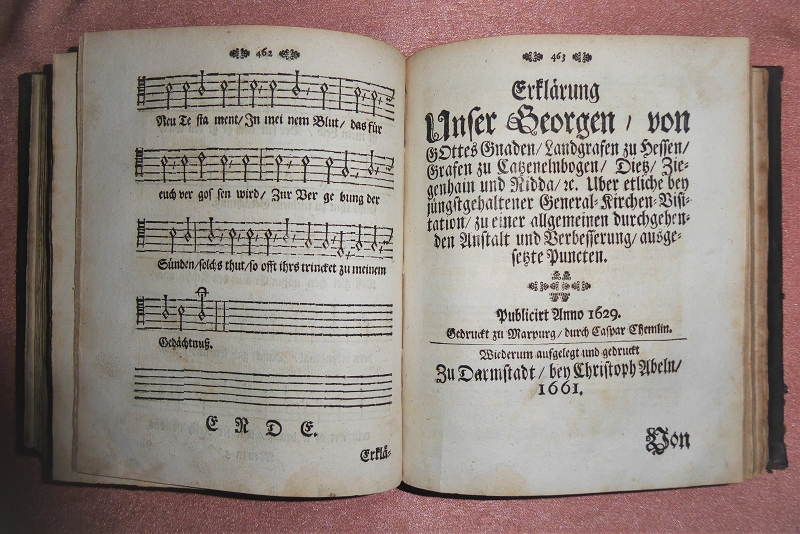 462
Neu Te sta ment/ In mei nem Blut/ das für
euch ver gos sen wird/ Zur Ver ge bung der
Sünden/ solchs thut/ so offt ihrs trincket zu meinem
Gedächtnuß.
E N D E.
Erklä-
463
Erklärung
Unser Georgen/ von
GOttes Gnaden/ Landgrafen zu Hessen/
Grafen zu Catzenelnbogen/ Dietz/ Zie-
genhain und Nidda/ ꝛc. Uber etliche bey
jüngstgehaltener General-Kirchen-Visi-
tation/ zu einer allgemeinen durchgehen-
den Anstalt und Verbesserung/ ausge-
setzte Puncten.
Publicirt Anno 1629.
Gedruckt zu Marpurg/ durch Caspar Chemlin.
Wiederum aufgelegt und gedruckt
Zu Darmstadt/ bey Christoph Abeln/
1661.
Von